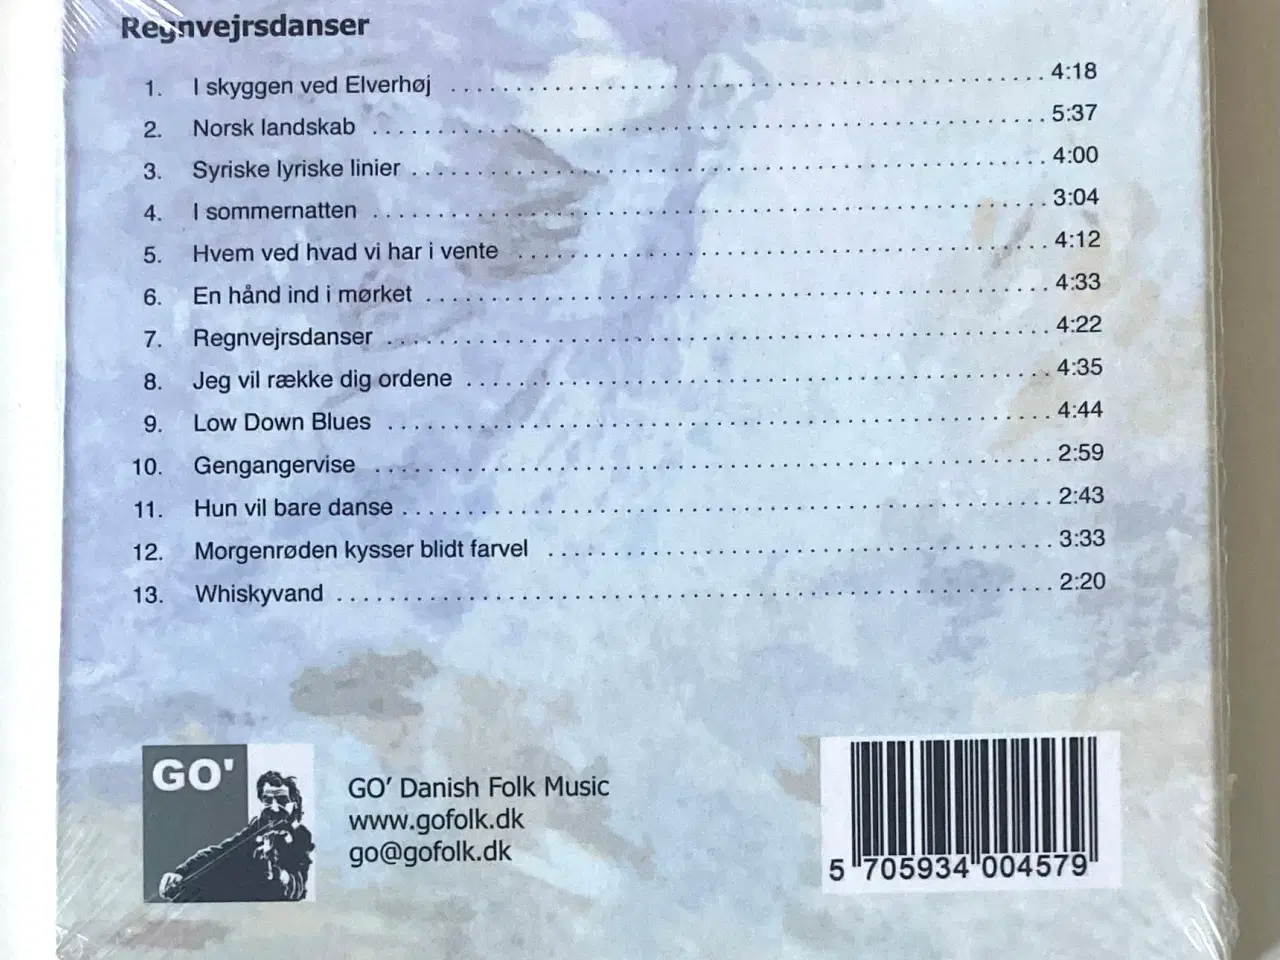 Regnvejrsdanser
1. I skyggen ved Elverhøj .......... 4:18
2. Norsk landskab .......... 5:37
3. Syriske lyriske linier .......... 4:00
4. I sommernatten .......... 3:04
5. Hvem ved hvad vi har i vente .......... 4:12
6. En hånd ind i mørket .......... 4:33
7. Regnvejrsdanser .......... 4:22
8. Jeg vil række dig ordene .......... 4:35
9. Low Down Blues .......... 4:44
10. Gengangervise .......... 2:59
11. Hun vil bare danse .......... 2:43
12. Morgenrøden kysser blidt farvel .......... 3:33
13. Whiskyvand .......... 2:20
GO'
GO' Danish Folk Music
www.gofolk.dk
go@gofolk.dk
5 705934 004579